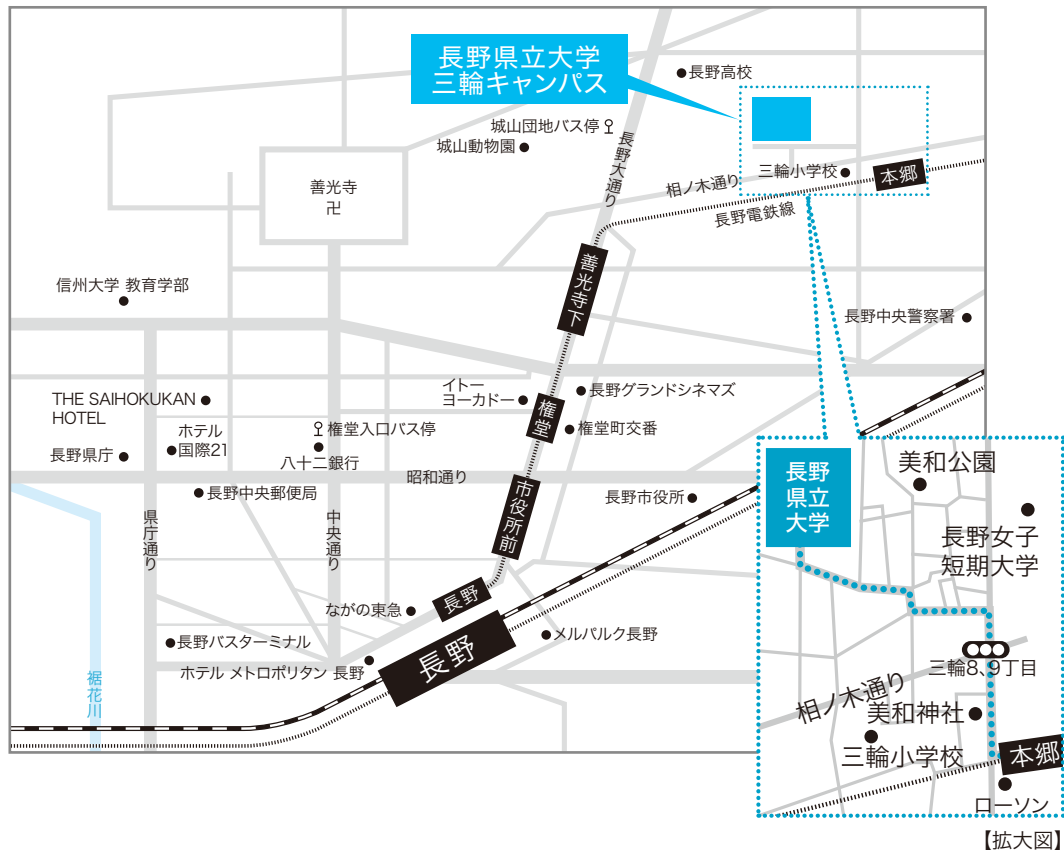 長野県立大学
三輪キャンパス
長野高校
城山団地バス停
城山動物園
長野大通り
善光寺
卍
三輪小学校
本郷
相ノ木通り
長野電鉄線
善光寺下
信州大学 教育学部
長野中央警察署
イトー
ヨーカドー
長野グランドシネマズ
THE SAIHOKUKAN
HOTEL
権堂
ホテル
国際21
権堂入口バス停
権堂町交番
長野県庁
八十二銀行
昭和通り
長野中央郵便局
市役所前
長野市役所
県庁通り
中央通り
長野
ながの東急
長野バスターミナル
メルパルク長野
長野
ホテル メトロポリタン 長野
裾花川
長野
県立
大学
美和公園
長野女子
短期大学
三輪8、9丁目
相ノ木通り
美和神社
三輪小学校
本郷
ローソン
【拡大図】